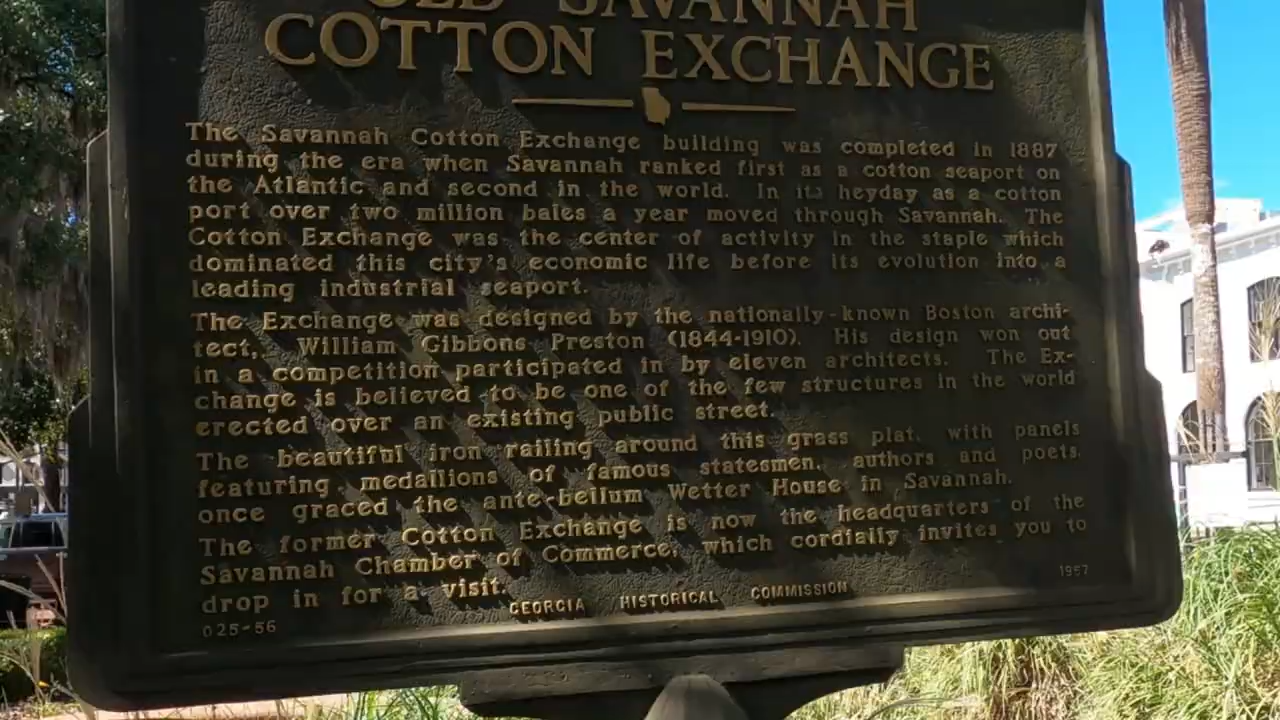 OLD SAVANNAH
COTTON EXCHANGE
The Savannah Cotton Exchange building was completed in 1887
during the era when Savannah ranked first as a cotton seaport on
the Atlantic and second in the world. In its heyday as a cotton
port over two million bales a year moved through Savannah. The
Cotton Exchange was the center of activity in the staple which
dominated this city's economic life before its evolution into a
leading industrial seaport.
The Exchange was designed by the nationally-known Boston archi-
tect, William Gibbons Preston (1844-1910). His design won out
in a competition participated in by eleven architects. The Ex-
change is believed to be one of the few structures in the world
erected over an existing public street.
The beautiful iron railing around this grass plat, with panels
featuring medallions of famous statesmen, authors and poets,
once graced the ante-bellum Wetter House in Savannah.
The former Cotton Exchange is now the headquarters of the
Savannah Chamber of Commerce, which cordially invites you to
drop in for a visit.
025-56 GEORGIA HISTORICAL COMMISSION 1957